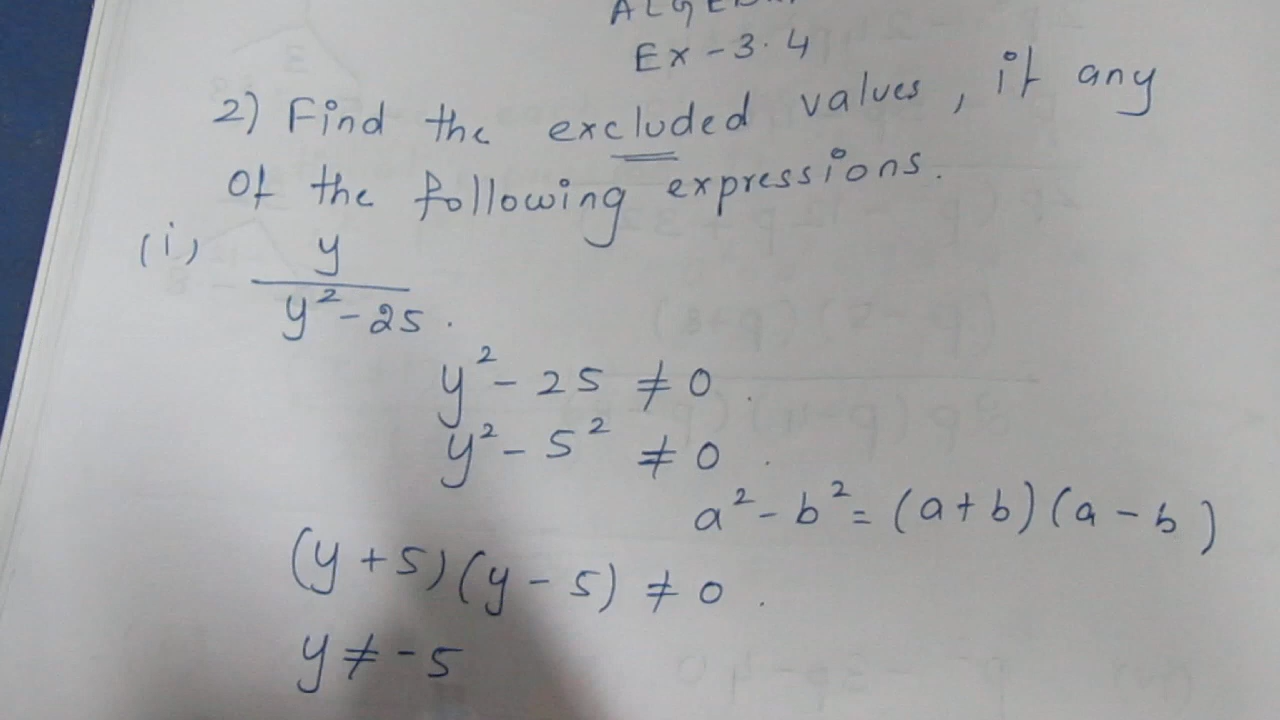 Ex - 3.4
2) Find the excluded values, if any
of the following expressions.
(i) y
y² - 25.
y² - 25 ≠ 0.
y² - 5² ≠ 0.
a² - b² = (a + b) (a - b)
(y + 5) (y - 5) ≠ 0.
y ≠ -5